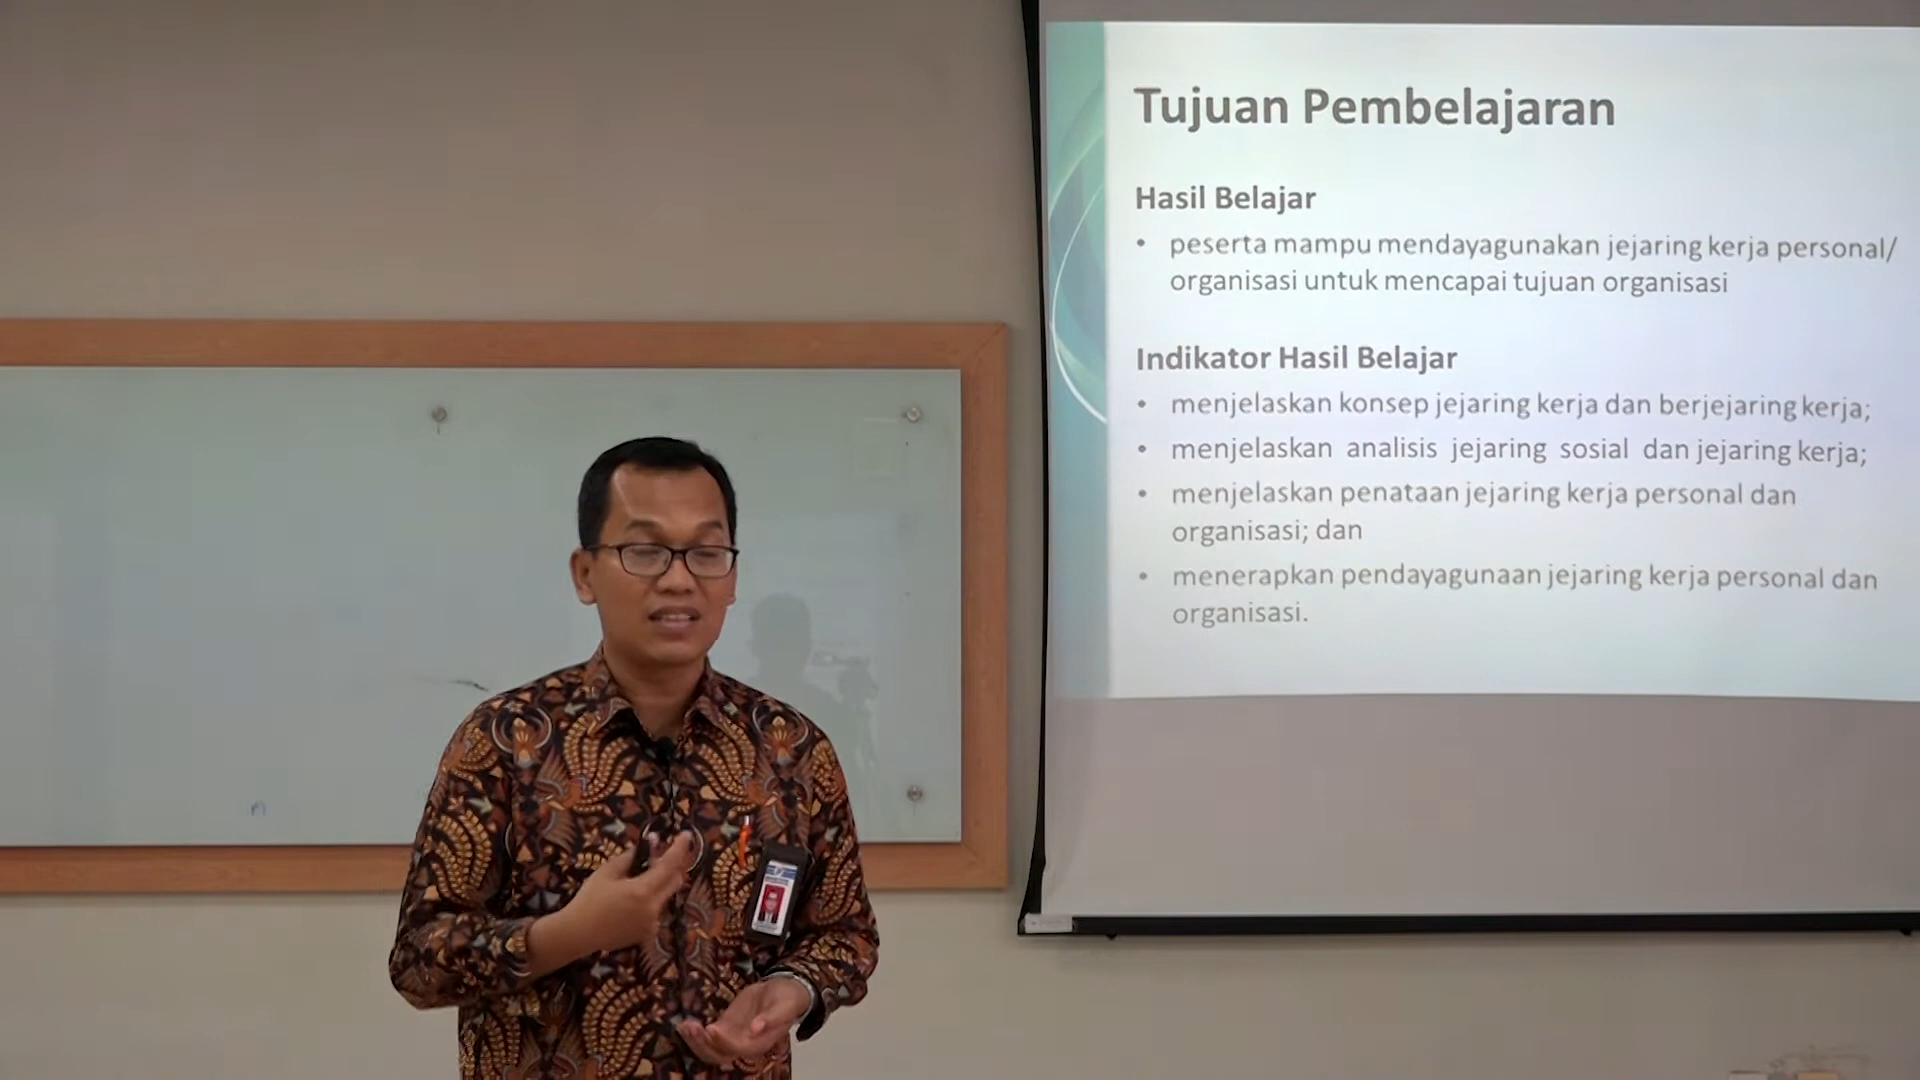 Tujuan Pembelajaran
Hasil Belajar
• peserta mampu mendayagunakan jejaring kerja personal/
organisasi untuk mencapai tujuan organisasi
Indikator Hasil Belajar
• menjelaskan konsep jejaring kerja dan berjejaring kerja;
• menjelaskan analisis jejaring sosial dan jejaring kerja;
• menjelaskan penataan jejaring kerja personal dan
organisasi; dan
• menerapkan pendayagunaan jejaring kerja personal dan
organisasi.